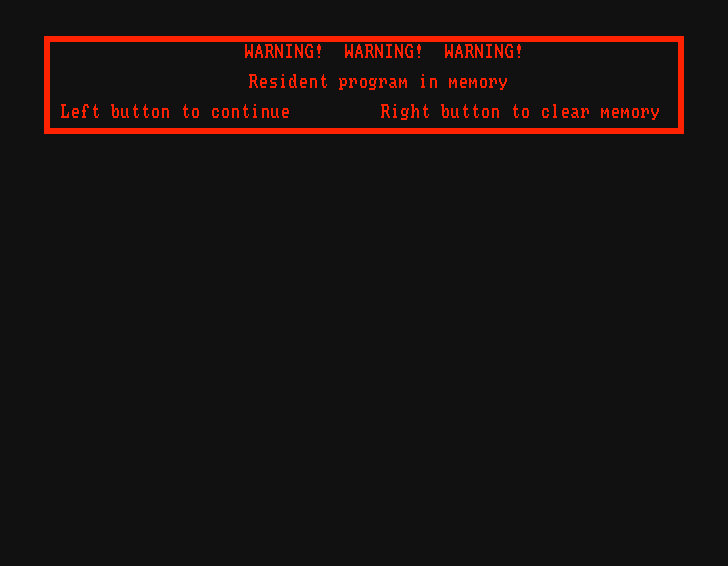 WARNING!  WARNING!  WARNING!
Resident program in memory
Left button to continue         Right button to clear memory